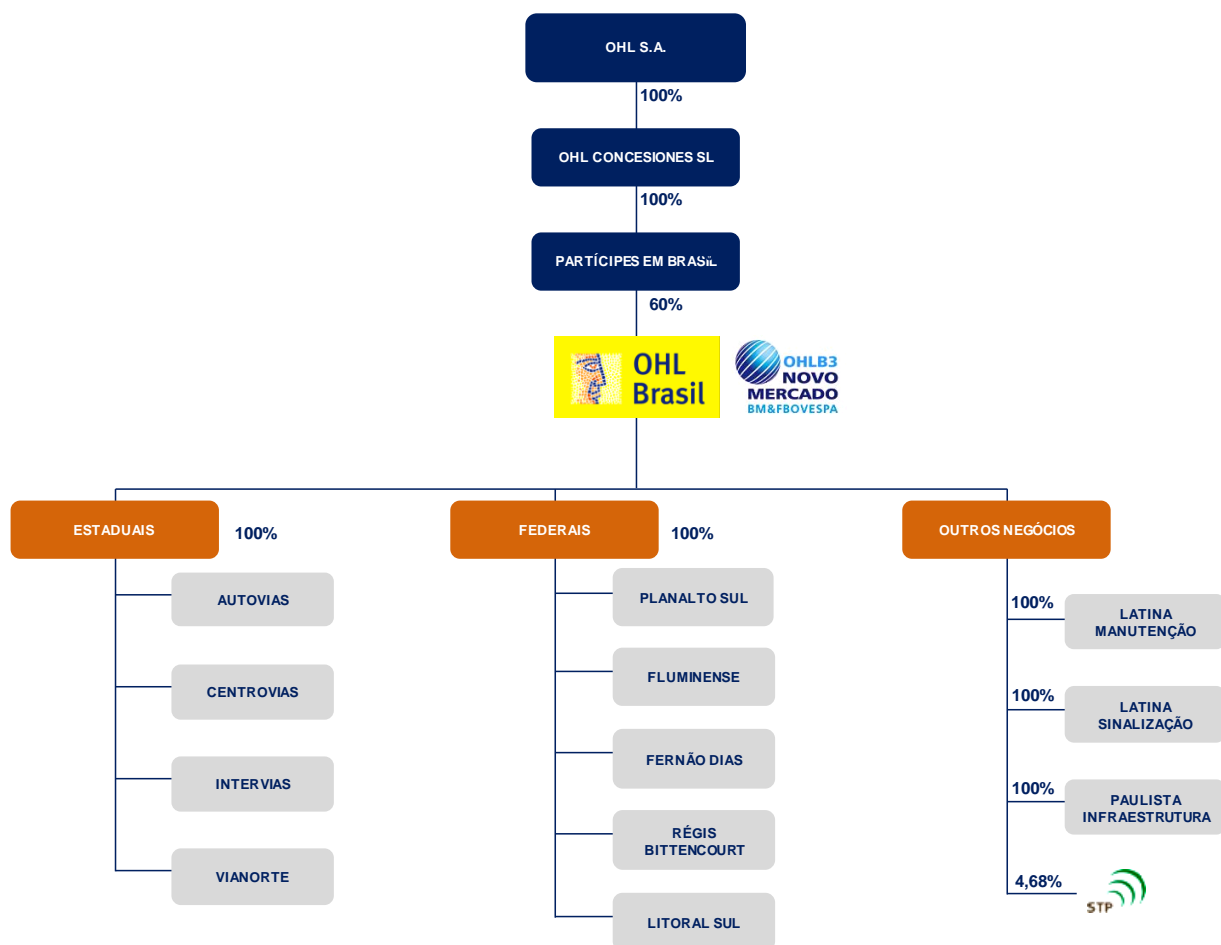 OHL S.A.
100%
OHL CONCESIONES SL
100%
PARTÍCIPES EM BRASIL
60%
OHL
Brasil
OHLB3
NOVO
MERCADO
BM&FBOVESPA
ESTADUAIS
100%
FEDERAIS
100%
OUTROS NEGÓCIOS
AUTOVIAS
CENTROVIAS
INTERVIAS
VIANORTE
PLANALTO SUL
FLUMINENSE
FERNÃO DIAS
RÉGIS
BITTENCOURT
LITORAL SUL
100%
LATINA
MANUTENÇÃO
100%
LATINA
SINALIZAÇÃO
100%
PAULISTA
INFRAESTRUTURA
4,68%
STP